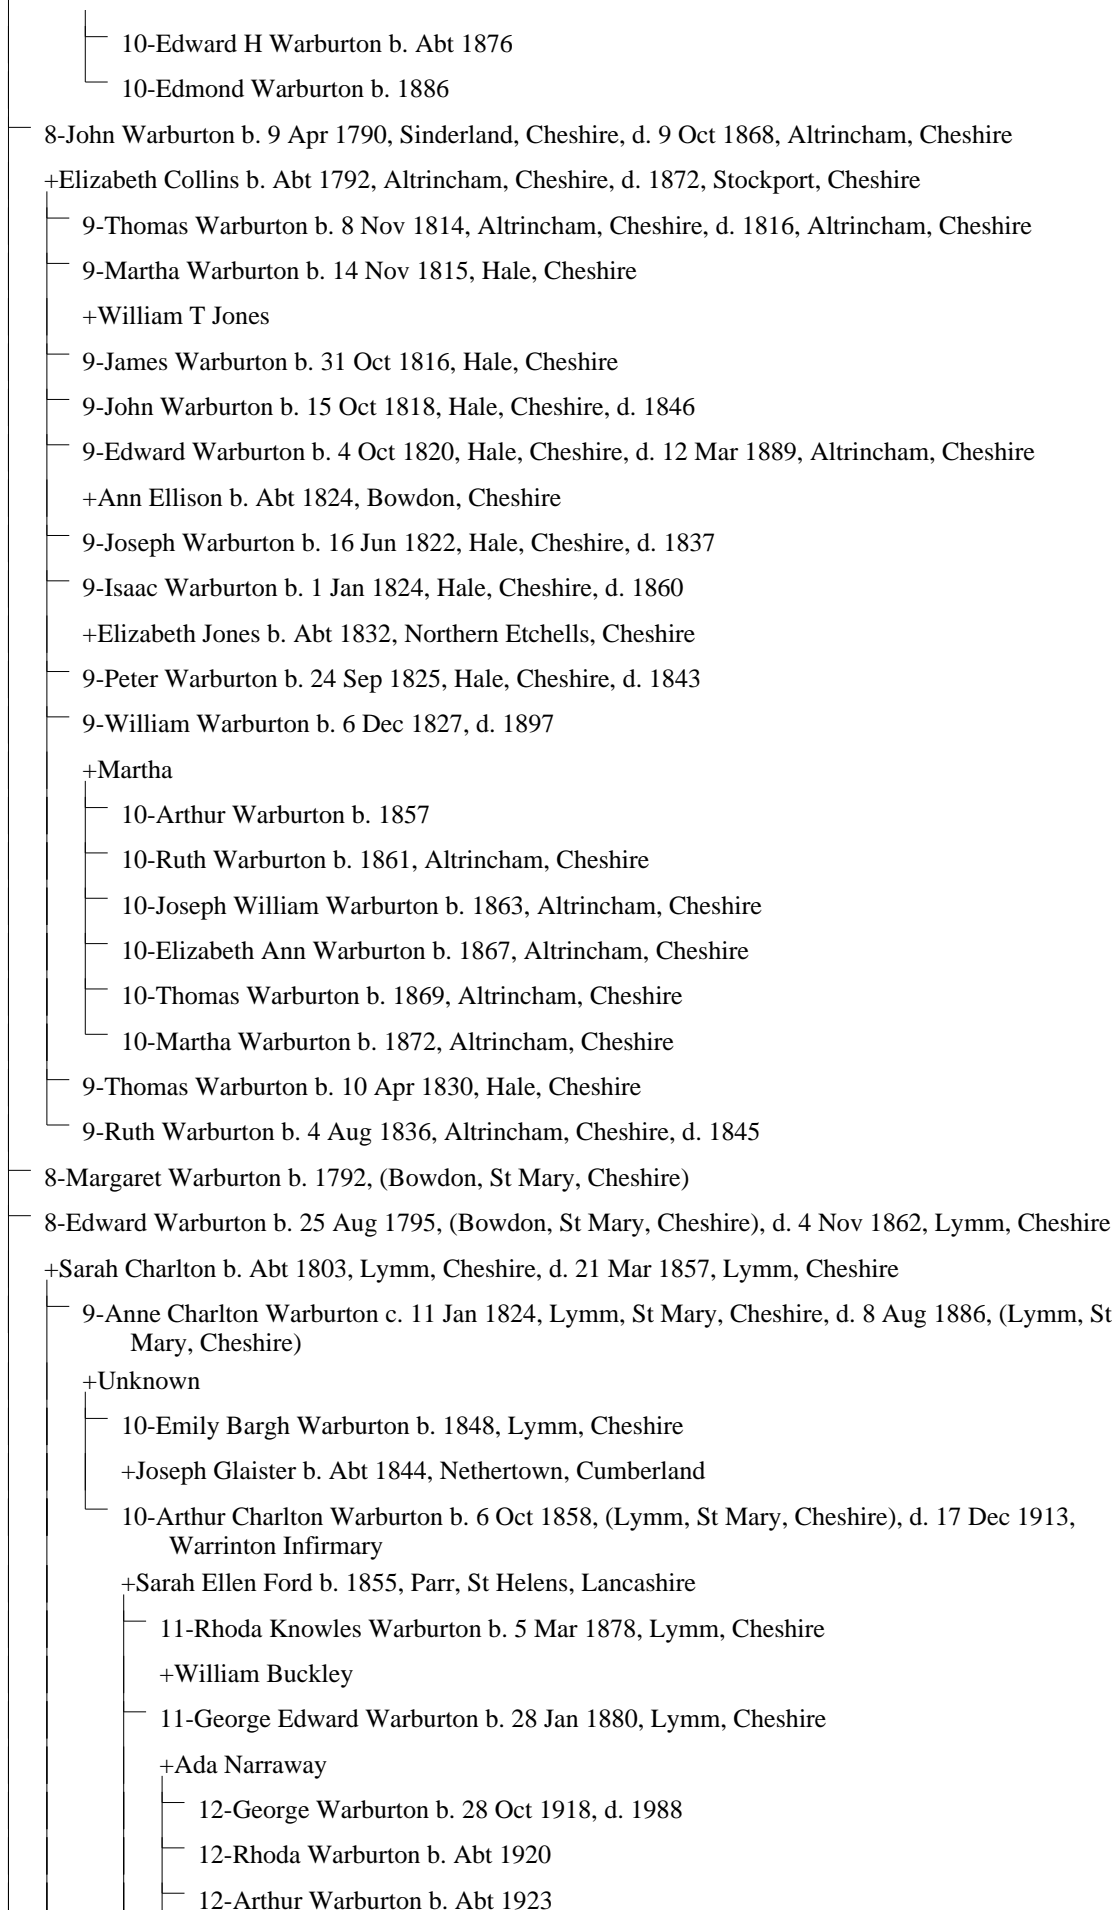 10-Edward H Warburton b. Abt 1876
10-Edmond Warburton b. 1886
8-John Warburton b. 9 Apr 1790, Sinderland, Cheshire, d. 9 Oct 1868, Altrincham, Cheshire
+Elizabeth Collins b. Abt 1792, Altrincham, Cheshire, d. 1872, Stockport, Cheshire
9-Thomas Warburton b. 8 Nov 1814, Altrincham, Cheshire, d. 1816, Altrincham, Cheshire
9-Martha Warburton b. 14 Nov 1815, Hale, Cheshire
+William T Jones
9-James Warburton b. 31 Oct 1816, Hale, Cheshire
9-John Warburton b. 15 Oct 1818, Hale, Cheshire, d. 1846
9-Edward Warburton b. 4 Oct 1820, Hale, Cheshire, d. 12 Mar 1889, Altrincham, Cheshire
+Ann Ellison b. Abt 1824, Bowdon, Cheshire
9-Joseph Warburton b. 16 Jun 1822, Hale, Cheshire, d. 1837
9-Isaac Warburton b. 1 Jan 1824, Hale, Cheshire, d. 1860
+Elizabeth Jones b. Abt 1832, Northern Etchells, Cheshire
9-Peter Warburton b. 24 Sep 1825, Hale, Cheshire, d. 1843
9-William Warburton b. 6 Dec 1827, d. 1897
+Martha
10-Arthur Warburton b. 1857
10-Ruth Warburton b. 1861, Altrincham, Cheshire
10-Joseph William Warburton b. 1863, Altrincham, Cheshire
10-Elizabeth Ann Warburton b. 1867, Altrincham, Cheshire
10-Thomas Warburton b. 1869, Altrincham, Cheshire
10-Martha Warburton b. 1872, Altrincham, Cheshire
9-Thomas Warburton b. 10 Apr 1830, Hale, Cheshire
9-Ruth Warburton b. 4 Aug 1836, Altrincham, Cheshire, d. 1845
8-Margaret Warburton b. 1792, (Bowdon, St Mary, Cheshire)
8-Edward Warburton b. 25 Aug 1795, (Bowdon, St Mary, Cheshire), d. 4 Nov 1862, Lymm, Cheshire
+Sarah Charlton b. Abt 1803, Lymm, Cheshire, d. 21 Mar 1857, Lymm, Cheshire
9-Anne Charlton Warburton c. 11 Jan 1824, Lymm, St Mary, Cheshire, d. 8 Aug 1886, (Lymm, St
Mary, Cheshire)
+Unknown
10-Emily Bargh Warburton b. 1848, Lymm, Cheshire
+Joseph Glaister b. Abt 1844, Nethertown, Cumberland
10-Arthur Charlton Warburton b. 6 Oct 1858, (Lymm, St Mary, Cheshire), d. 17 Dec 1913,
Warrinton Infirmary
+Sarah Ellen Ford b. 1855, Parr, St Helens, Lancashire
11-Rhoda Knowles Warburton b. 5 Mar 1878, Lymm, Cheshire
+William Buckley
11-George Edward Warburton b. 28 Jan 1880, Lymm, Cheshire
+Ada Narraway
12-George Warburton b. 28 Oct 1918, d. 1988
12-Rhoda Warburton b. Abt 1920
12-Arthur Warburton b. Abt 1923